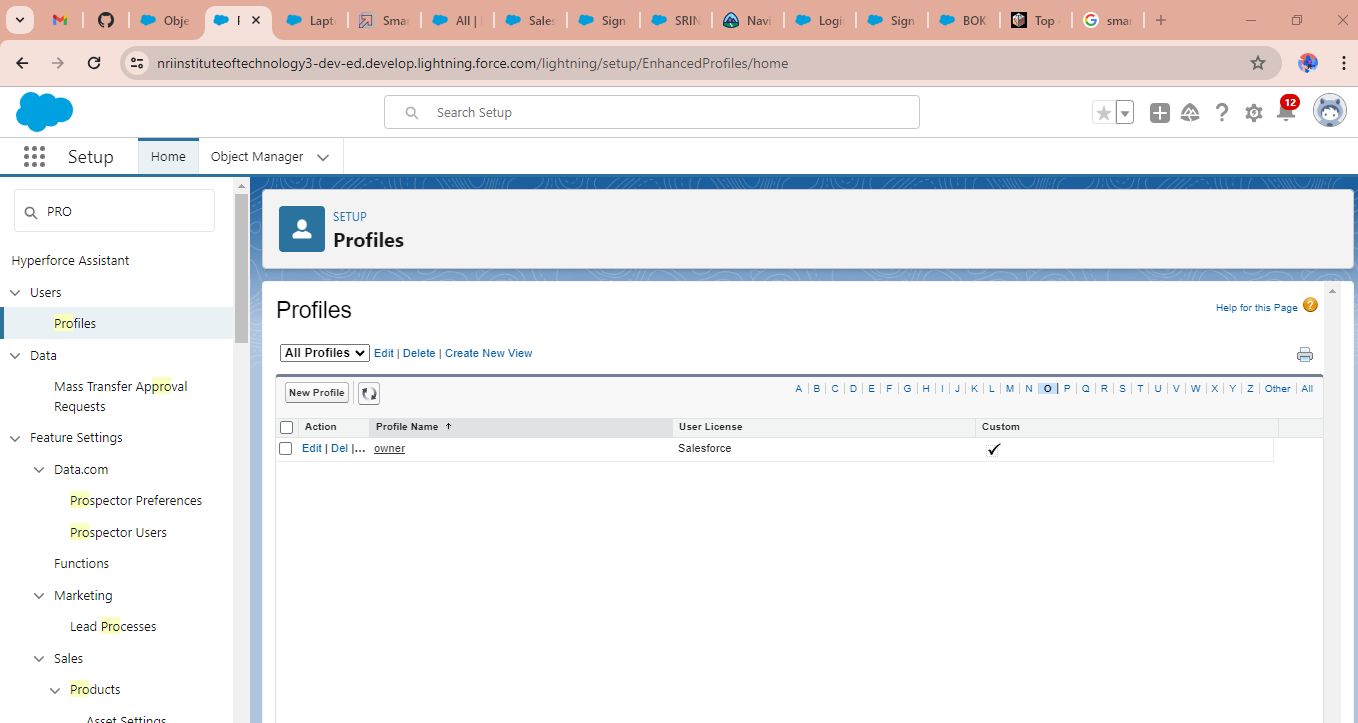 Obje
P
Lapt
Smar
All |
Sales
Sign
SRIN
Navi
Logi
Sign
BOK
Top
smar
nriinstituteoftechnology3-dev-ed.develop.lightning.force.com/lightning/setup/EnhancedProfiles/home
Search Setup
12
Setup
Home
Object Manager
PRO
Hyperforce Assistant
Users
Profiles
Data
Mass Transfer Approval
Requests
Feature Settings
Data.com
Prospector Preferences
Prospector Users
Functions
Marketing
Lead Processes
Sales
Products
Asset Settings
SETUP
Profiles
Profiles
Help for this Page ?
All Profiles Edit | Delete | Create New View
New Profile
A | B | C | D | E | F | G | H | I | J | K | L | M | N | O | P | Q | R | S | T | U | V | W | X | Y | Z | Other | All
Action Profile Name ↑ User License Custom
Edit | Del |... owner Salesforce ✓